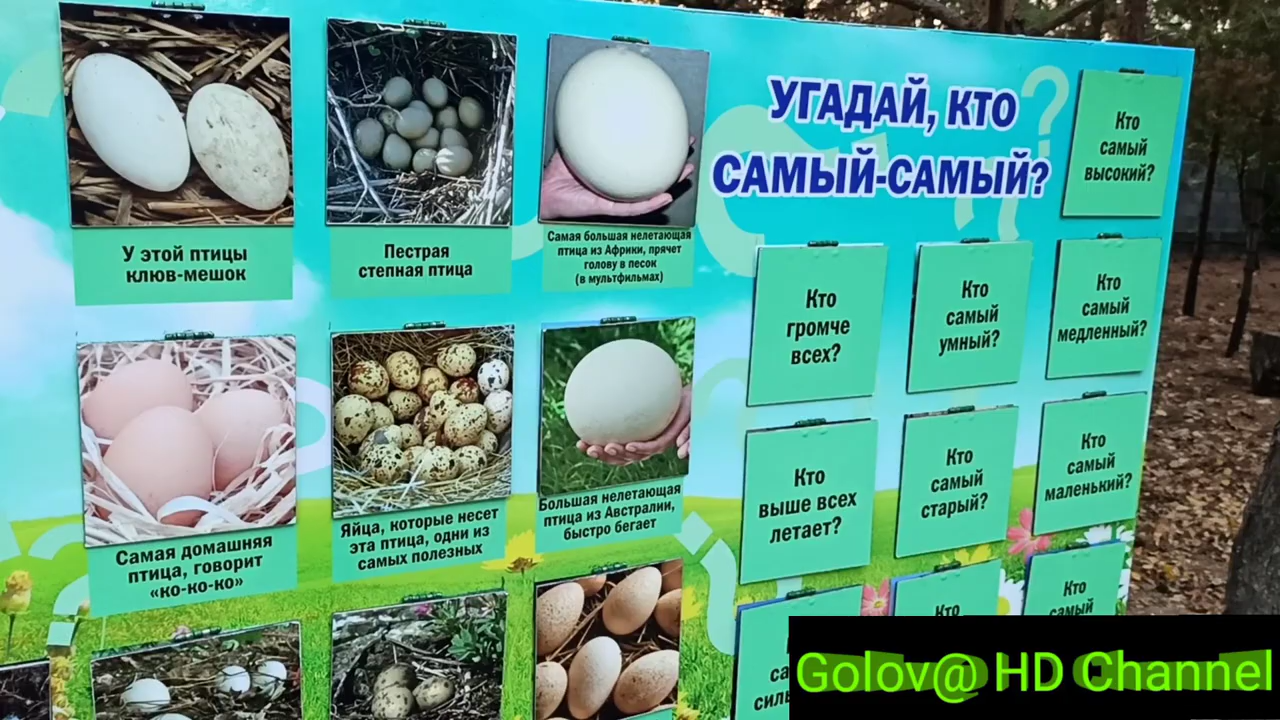 У этой птицы
клюв-мешок
Пестрая
степная птица
Самая большая нелетающая
птица из Африки, прячет
голову в песок
(в мультфильмах)
Самая домашняя
птица, говорит
«ко-ко-ко»
Яйца, которые несет
эта птица, одни из
самых полезных
Большая нелетающая
птица из Австралии,
быстро бегает
УГАДАЙ, КТО
САМЫЙ-САМЫЙ?
Кто
самый
высокий?
Кто
громче
всех?
Кто
самый
умный?
Кто
самый
медленный?
Кто
выше всех
летает?
Кто
самый
старый?
Кто
самый
маленький?
Кто
Кто
самый
Golov@ HD Channel